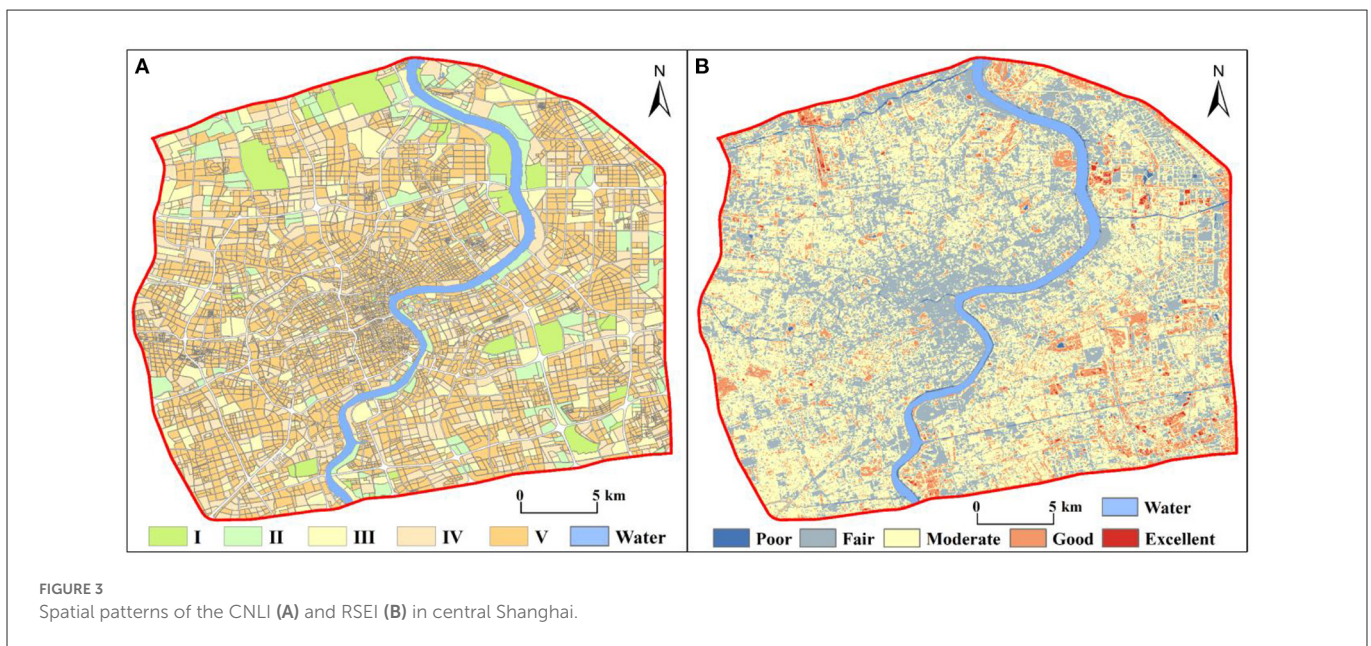 A
N
0 5 km
I II III IV V Water
B
N
0 5 km
Water
Poor Fair Moderate Good Excellent
FIGURE 3
Spatial patterns of the CNLI (A) and RSEI (B) in central Shanghai.